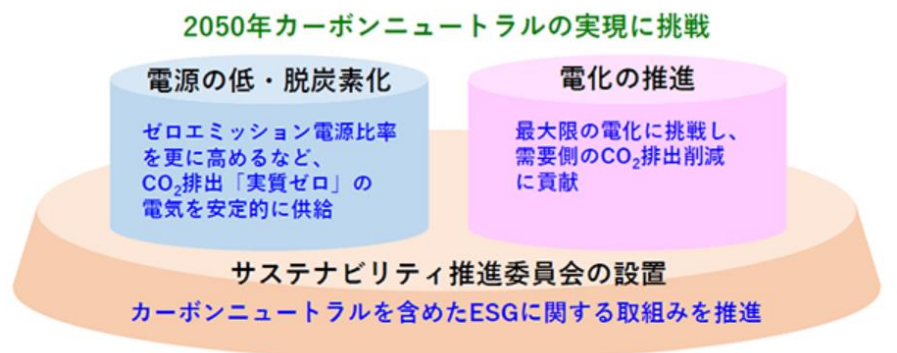 2050年カーボンニュートラルの実現に挑戦
電源の低・脱炭素化
ゼロエミッション電源比率
を更に高めるなど、
CO₂排出「実質ゼロ」の
電気を安定的に供給
電化の推進
最大限の電化に挑戦し、
需要側のCO₂排出削減
に貢献
サステナビリティ推進委員会の設置
カーボンニュートラルを含めたESGに関する取組みを推進